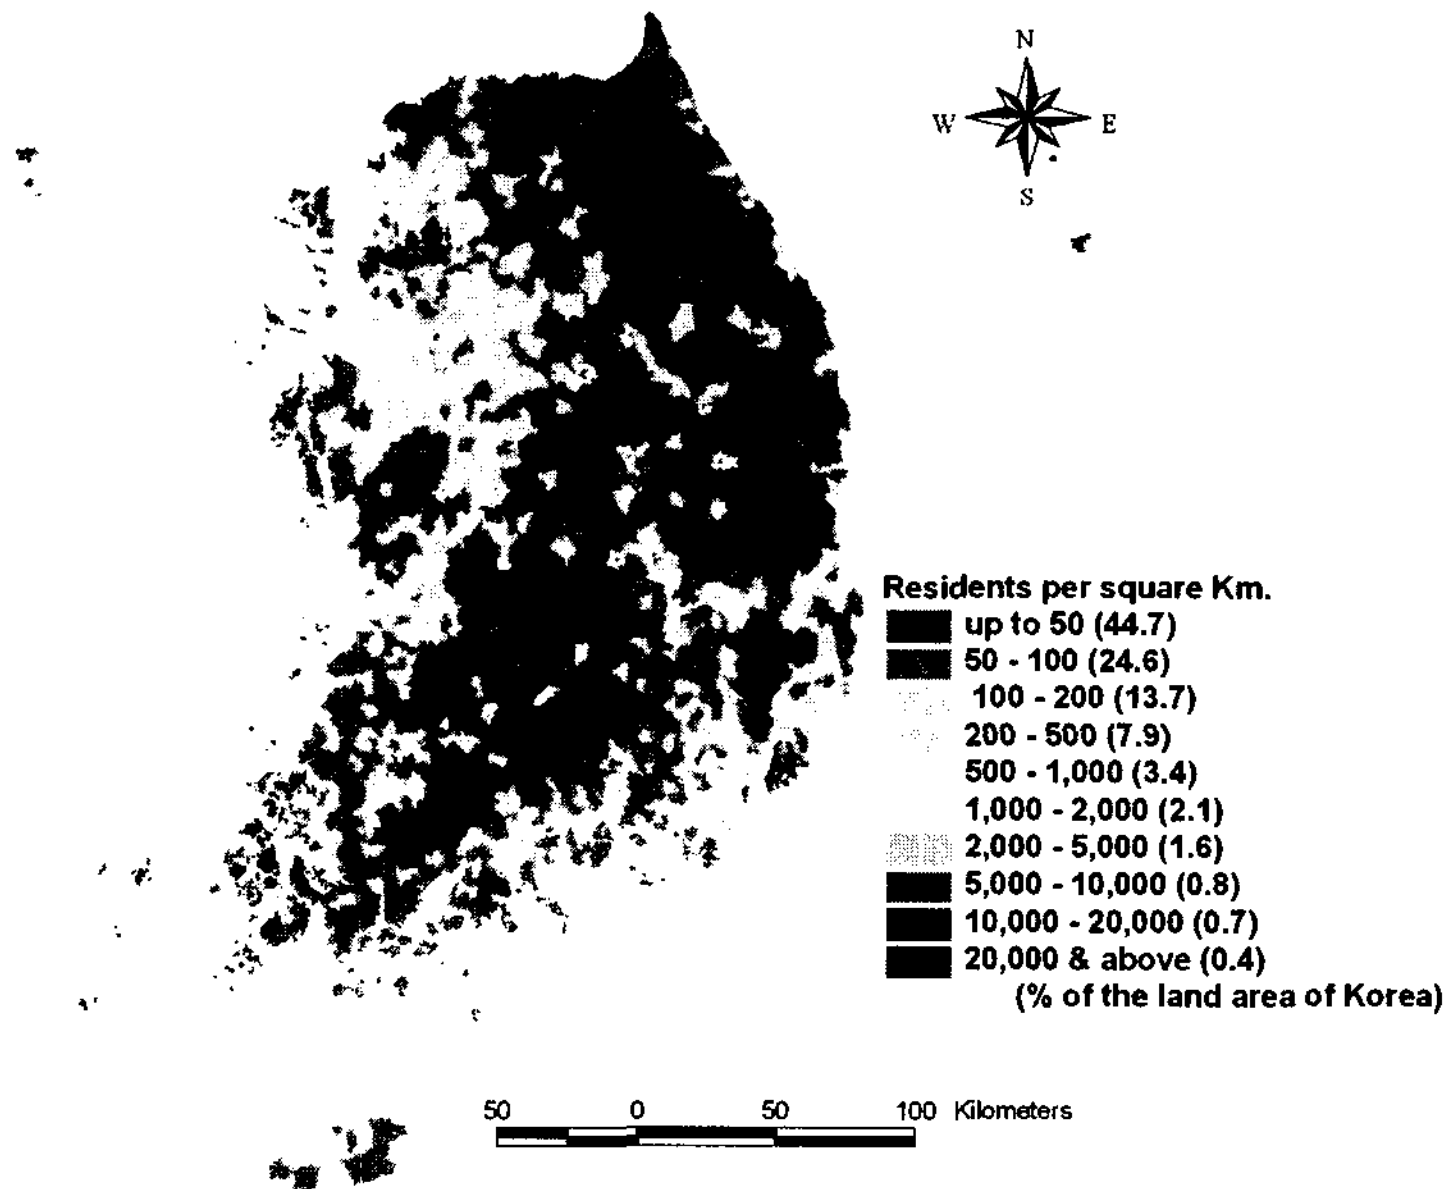 N
W E
S
Residents per square Km.
up to 50 (44.7)
50 - 100 (24.6)
100 - 200 (13.7)
200 - 500 (7.9)
500 - 1,000 (3.4)
1,000 - 2,000 (2.1)
2,000 - 5,000 (1.6)
5,000 - 10,000 (0.8)
10,000 - 20,000 (0.7)
20,000 & above (0.4)
(% of the land area of Korea)
50 0 50 100 Kilometers